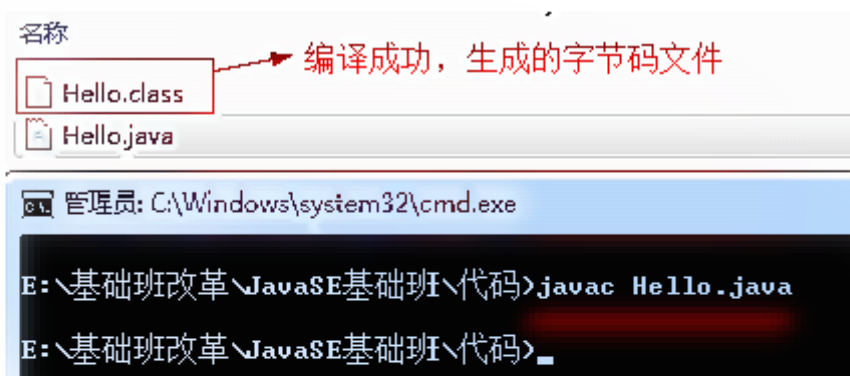 名称
编译成功，生成的字节码文件
Hello.class
Hello.java
管理员: C:\Windows\system32\cmd.exe
E:\基础班改革\JavaSE基础班\代码>javac Hello.java
E:\基础班改革\JavaSE基础班\代码>